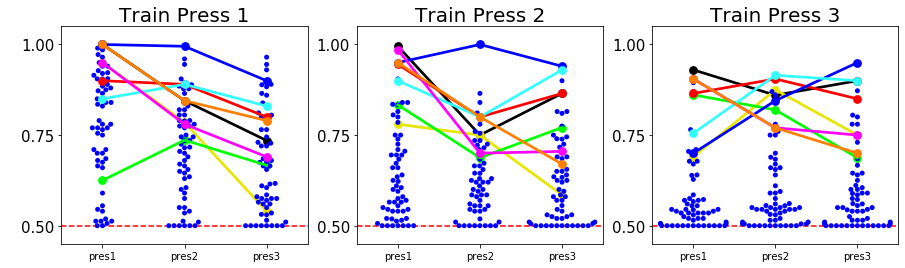 Train Press 1
Train Press 2
Train Press 3
1.00
0.75
0.50
pres1
pres2
pres3
1.00
0.75
0.50
pres1
pres2
pres3
1.00
0.75
0.50
pres1
pres2
pres3